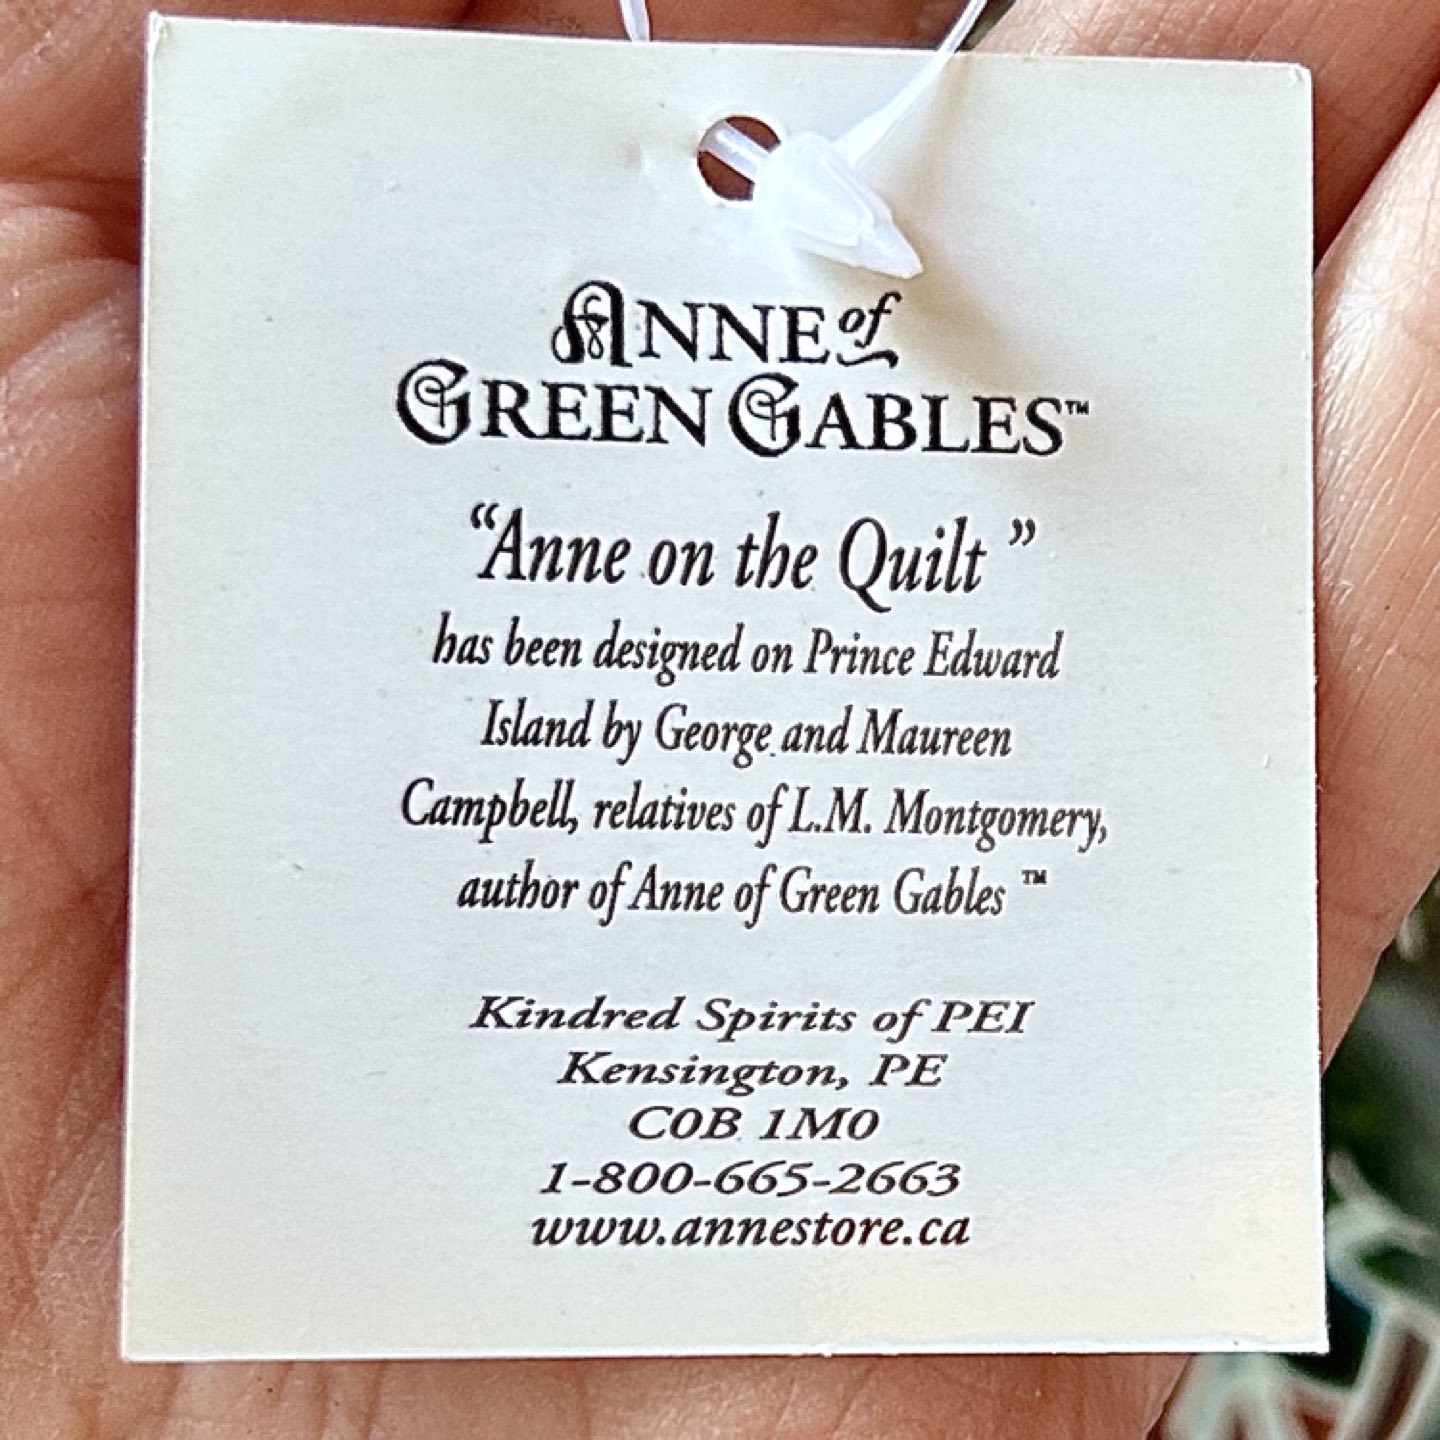 ANNE of
GREEN GABLES™
“Anne on the Quilt ”
has been designed on Prince Edward
Island by George and Maureen
Campbell, relatives of L.M. Montgomery,
author of Anne of Green Gables ™
Kindred Spirits of PEI
Kensington, PE
C0B 1M0
1-800-665-2663
www.annestore.ca